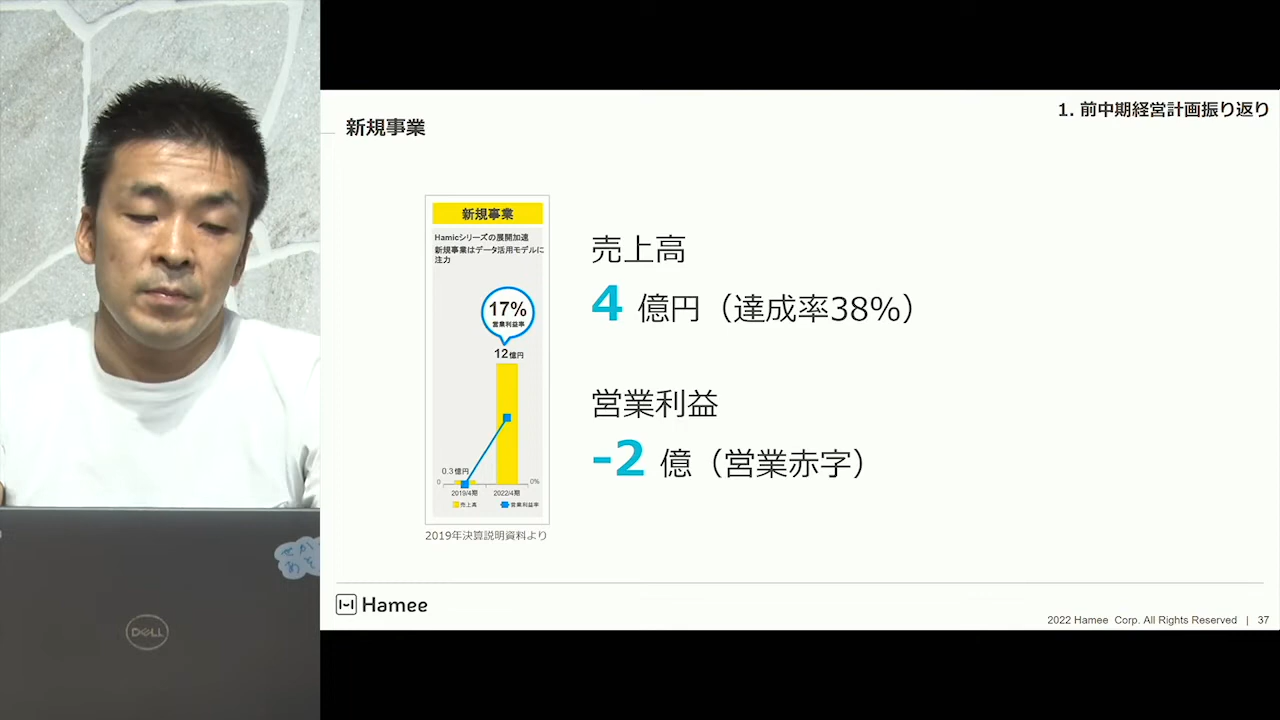 1. 前中期経営計画振り返り
新規事業
新規事業
Hamicシリーズの展開加速
新規事業はデータ活用モデルに
注力
17%
営業利益率
12億円
0.3億円
0
0%
2019/4期
2022/4期
売上高
営業利益率
2019年決算説明資料より
売上高
4 億円（達成率38%）
営業利益
-2 億（営業赤字）
Hamee
2022 Hamee Corp. All Rights Reserved | 37
DELL